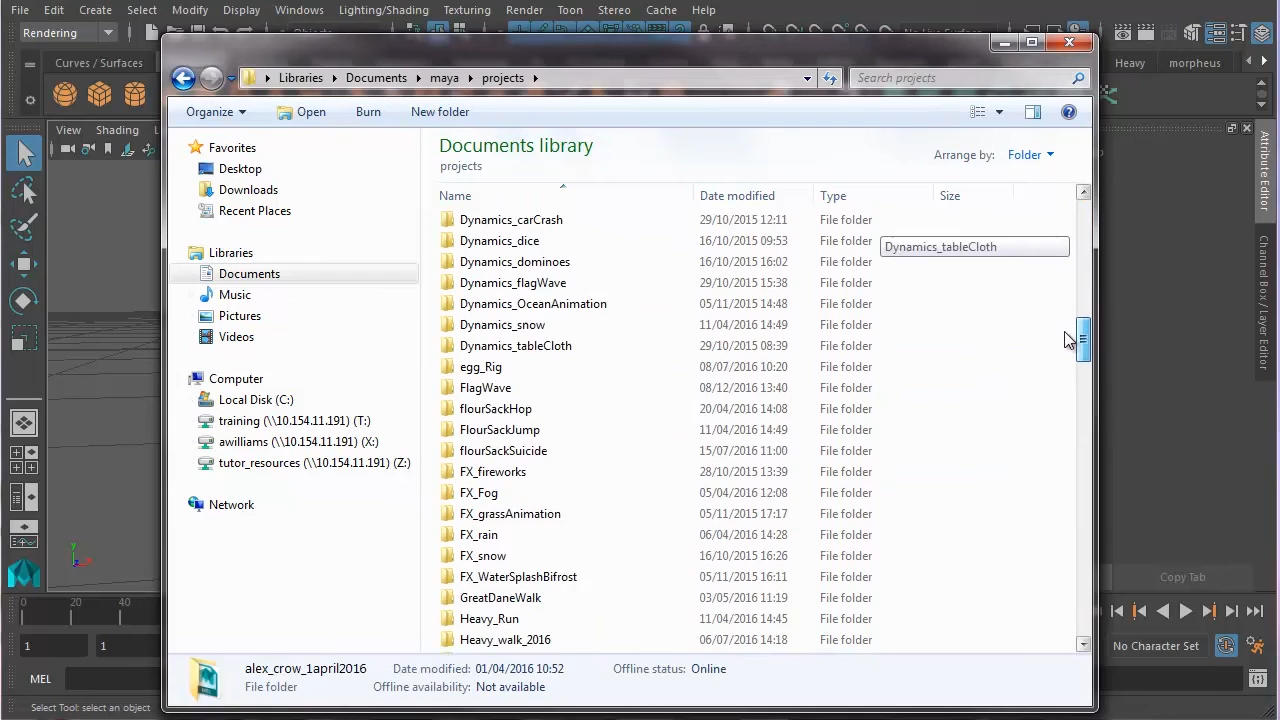 File Edit Create Select Modify Display Windows Lighting/Shading Texturing Render Toon Stereo Cache Help
Rendering
Curves / Surfaces
Heavy morpheus
View Shading
Libraries Documents maya projects
Search projects
Organize Open Burn New folder
Favorites
Desktop
Downloads
Recent Places
Libraries
Documents
Music
Pictures
Videos
Computer
Local Disk (C:)
training (\\10.154.11.191) (T:)
awilliams (\\10.154.11.191) (X:)
tutor_resources (\\10.154.11.191) (Z:)
Network
Documents library
projects
Arrange by: Folder
Name Date modified Type Size
Dynamics_carCrash 29/10/2015 12:11 File folder
Dynamics_dice 16/10/2015 09:53 File folder
Dynamics_tableCloth
Dynamics_dominoes 16/10/2015 16:02 File folder
Dynamics_flagWave 29/10/2015 15:38 File folder
Dynamics_OceanAnimation 05/11/2015 14:48 File folder
Dynamics_snow 11/04/2016 14:49 File folder
Dynamics_tableCloth 29/10/2015 08:39 File folder
egg_Rig 08/07/2016 10:20 File folder
FlagWave 08/12/2016 13:40 File folder
flourSackHop 20/04/2016 14:08 File folder
FlourSackJump 11/04/2016 14:49 File folder
flourSackSuicide 15/07/2016 11:00 File folder
FX_fireworks 28/10/2015 13:39 File folder
FX_Fog 05/04/2016 12:08 File folder
FX_grassAnimation 05/11/2015 17:17 File folder
FX_rain 06/04/2016 14:28 File folder
FX_snow 16/10/2015 16:26 File folder
FX_WaterSplashBifrost 05/11/2015 16:11 File folder
GreatDaneWalk 03/05/2016 11:19 File folder
Heavy_Run 11/04/2016 14:45 File folder
Heavy_walk_2016 06/07/2016 14:18 File folder
alex_crow_1april2016 Date modified: 01/04/2016 10:52 Offline status: Online
File folder Offline availability: Not available
Attribute Editor
Channel Box / Layer Editor
Copy Tab
0 20 40
1 1
No Character Set
MEL
Select Tool: select an object
y